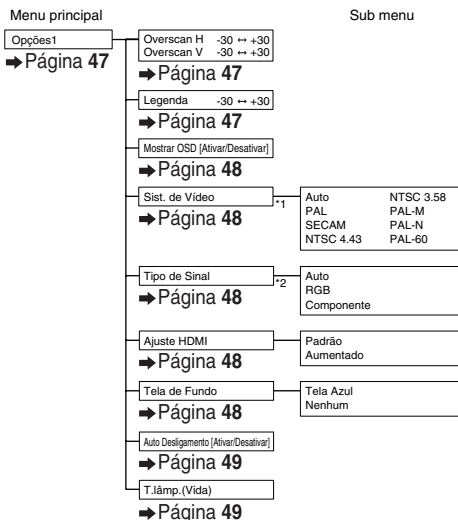 Menu principal
Sub menu
Opções1
➡Página 47
Overscan H -30 ↔ +30
Overscan V -30 ↔ +30
➡Página 47
Legenda -30 ↔ +30
➡Página 47
Mostrar OSD [Ativar/Desativar]
➡Página 48
Sist. de Vídeo
*1
➡Página 48
Auto NTSC 3.58
PAL PAL-M
SECAM PAL-N
NTSC 4.43 PAL-60
Tipo de Sinal
*2
➡Página 48
Auto
RGB
Componente
Ajuste HDMI
➡Página 48
Padrão
Aumentado
Tela de Fundo
➡Página 48
Tela Azul
Nenhum
Auto Desligamento [Ativar/Desativar]
➡Página 49
T.lâmp.(Vida)
➡Página 49